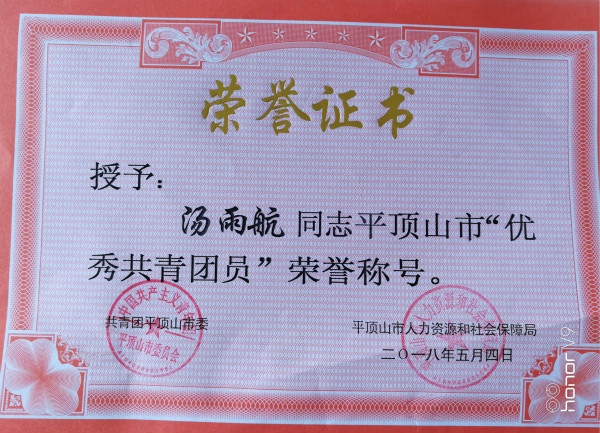 荣誉证书
授予：
汤雨航 同志平顶山市“优
秀共青团员”荣誉称号。
共青团平顶山市委
平顶山市委员会
平顶山市人力资源和社会保障局
二〇一八年五月四日
honor V9